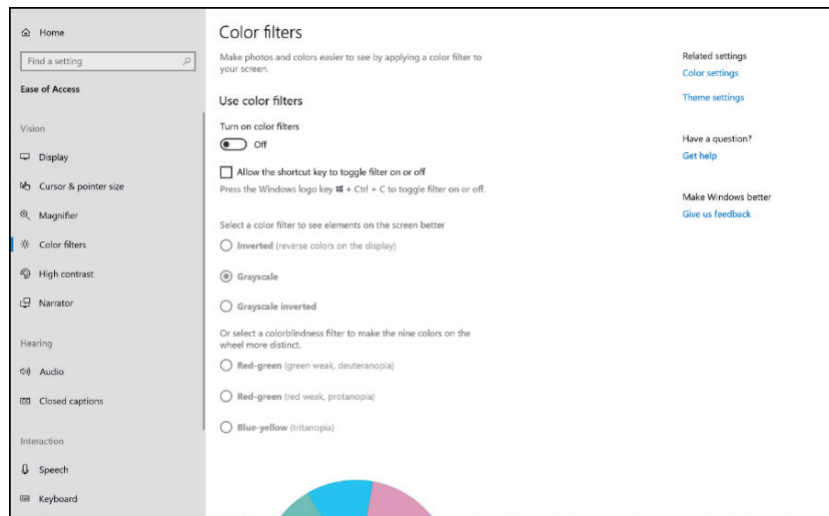 Home
Find a setting
Ease of Access
Vision
Display
Cursor & pointer size
Magnifier
Color filters
High contrast
Narrator
Hearing
Audio
Closed captions
Interaction
Speech
Keyboard
Color filters
Make photos and colors easier to see by applying a color filter to
your screen.
Use color filters
Turn on color filters
Off
Allow the shortcut key to toggle filter on or off
Press the Windows logo key + Ctrl + C to toggle filter on or off.
Select a color filter to see elements on the screen better
Inverted (reverse colors on the display)
Grayscale
Grayscale inverted
Or select a colorblindness filter to make the nine colors on the
wheel more distinct.
Red-green (green weak, deuteranopia)
Red-green (red weak, protanopia)
Blue-yellow (tritanopia)
Related settings
Color settings
Theme settings
Have a question?
Get help
Make Windows better
Give us feedback